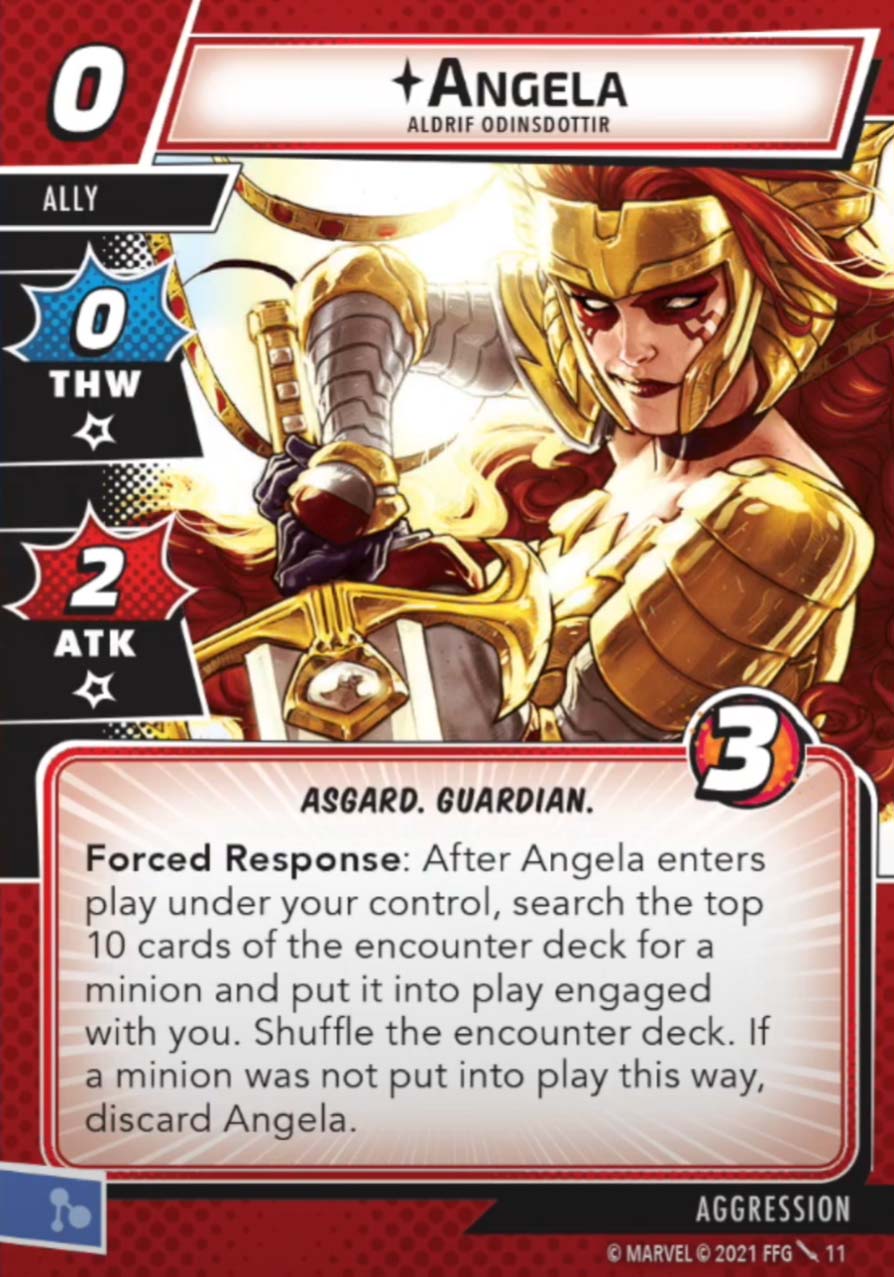 0
ANGELA
ALDRIF ODINSDOTTIR
ALLY
0
THW
2
ATK
3
ASGARD. GUARDIAN.
Forced Response: After Angela enters
play under your control, search the top
10 cards of the encounter deck for a
minion and put it into play engaged
with you. Shuffle the encounter deck. If
a minion was not put into play this way,
discard Angela.
AGGRESSION
© MARVEL © 2021 FFG 11